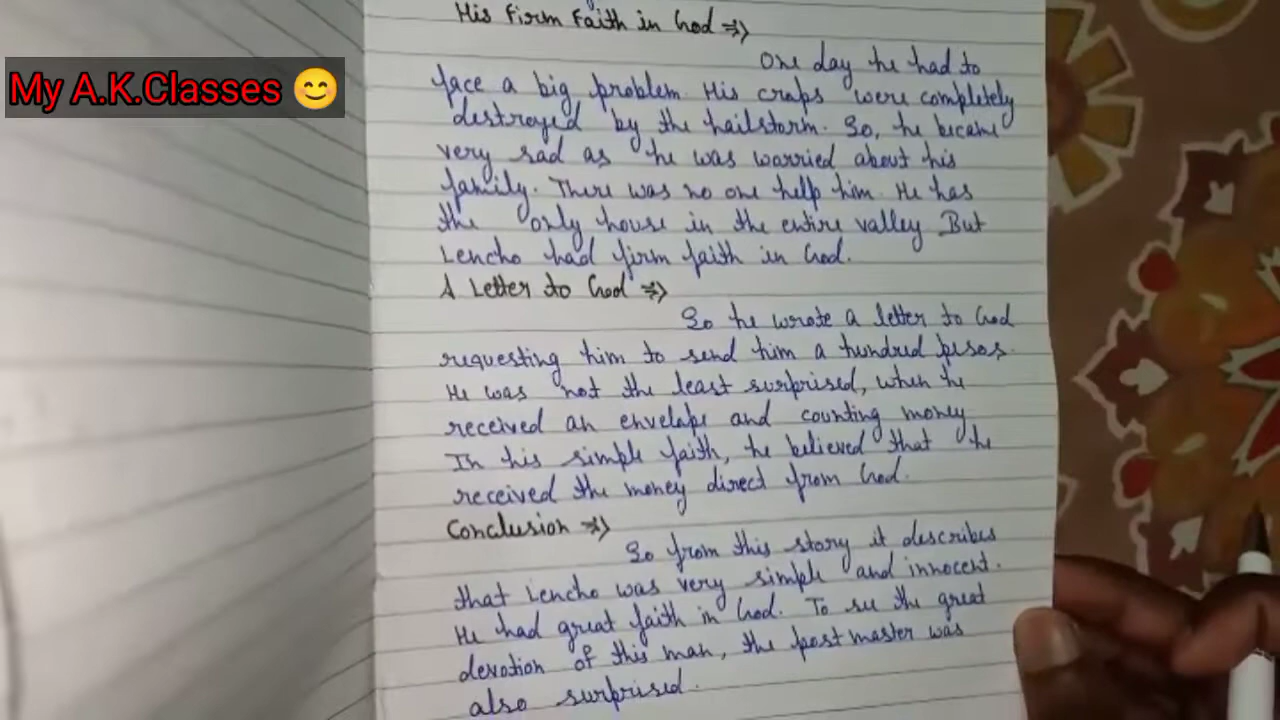 His Firm Faith in God ⇒>
My A.K.Classes 😊
One day he had to
face a big problem. His craps were completely
destroyed by the hailstorm. So, he became
very sad as he was worried about his
family. There was no one help him. He has
the only house in the entire valley But
Lencho had firm faith in God.
A Letter to God ⇒>
So he wrote a letter to God
requesting him to send him a hundred pesos.
He was not the least surprised, when he
received an envelope and counting money
In his simple faith, he believed that he
received the money direct from God.
Conclusion ⇒>
So from this story it describes
that Lencho was very simple and innocent.
He had great faith in God. To see the great
devotion of this man, the post master was
also surprised.